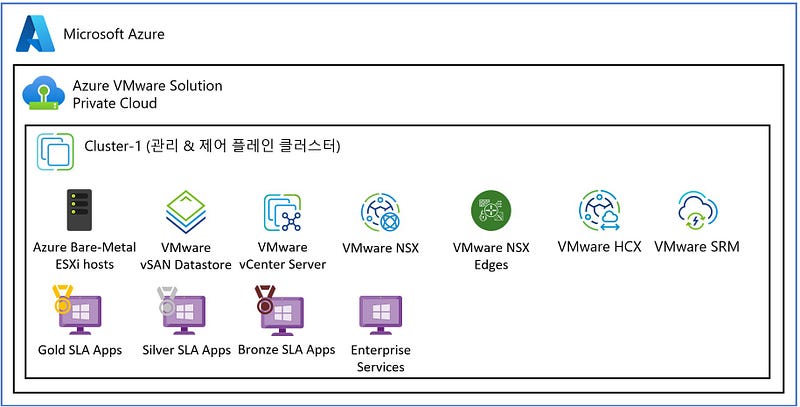 Microsoft Azure
Azure VMware Solution
Private Cloud
Cluster-1 (관리 & 제어 플레인 클러스터)
Azure Bare-Metal
ESXi hosts
VMware
vSAN Datastore
VMware
vCenter Server
VMware NSX
VMware NSX
Edges
VMware HCX
VMware SRM
Gold SLA Apps
Silver SLA Apps
Bronze SLA Apps
Enterprise
Services